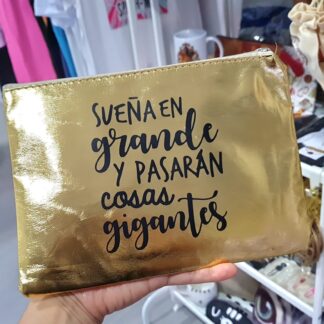 SUEÑA EN
grande
Y PASARÁN
cosas
gigantes